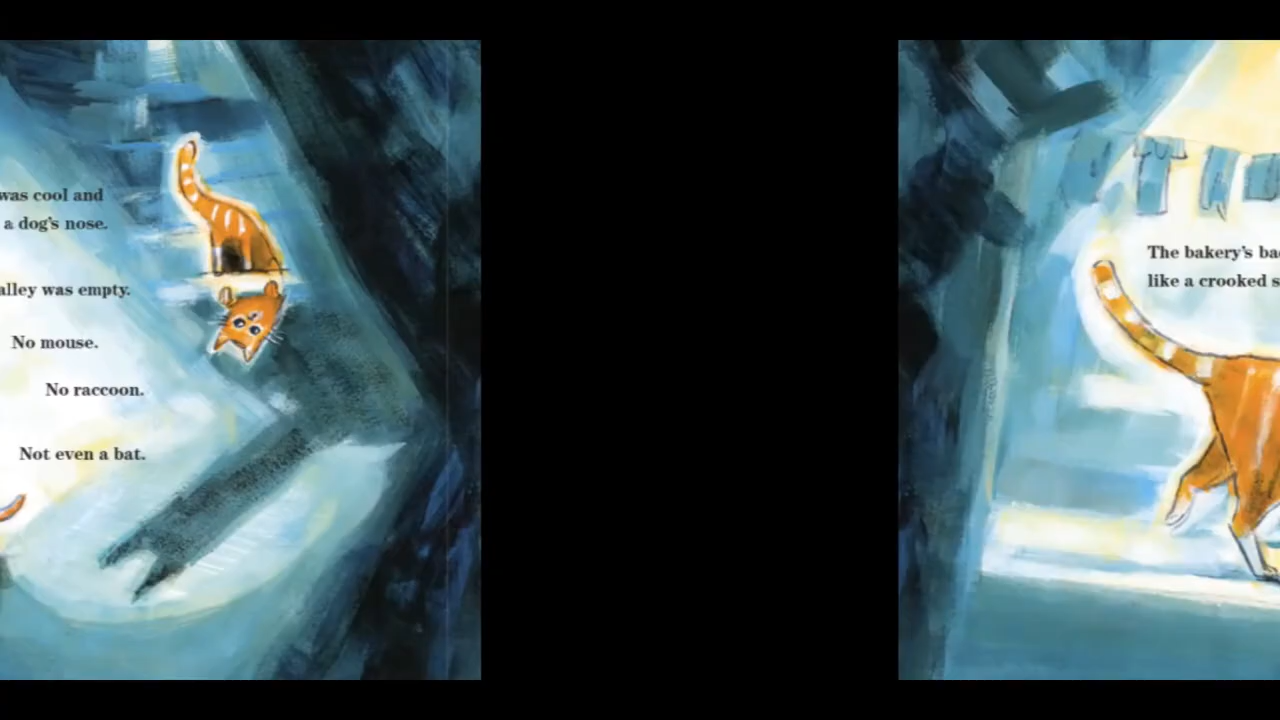 was cool and
a dog's nose.
alley was empty.
No mouse.
No raccoon.
Not even a bat.
The bakery's
like a crooked